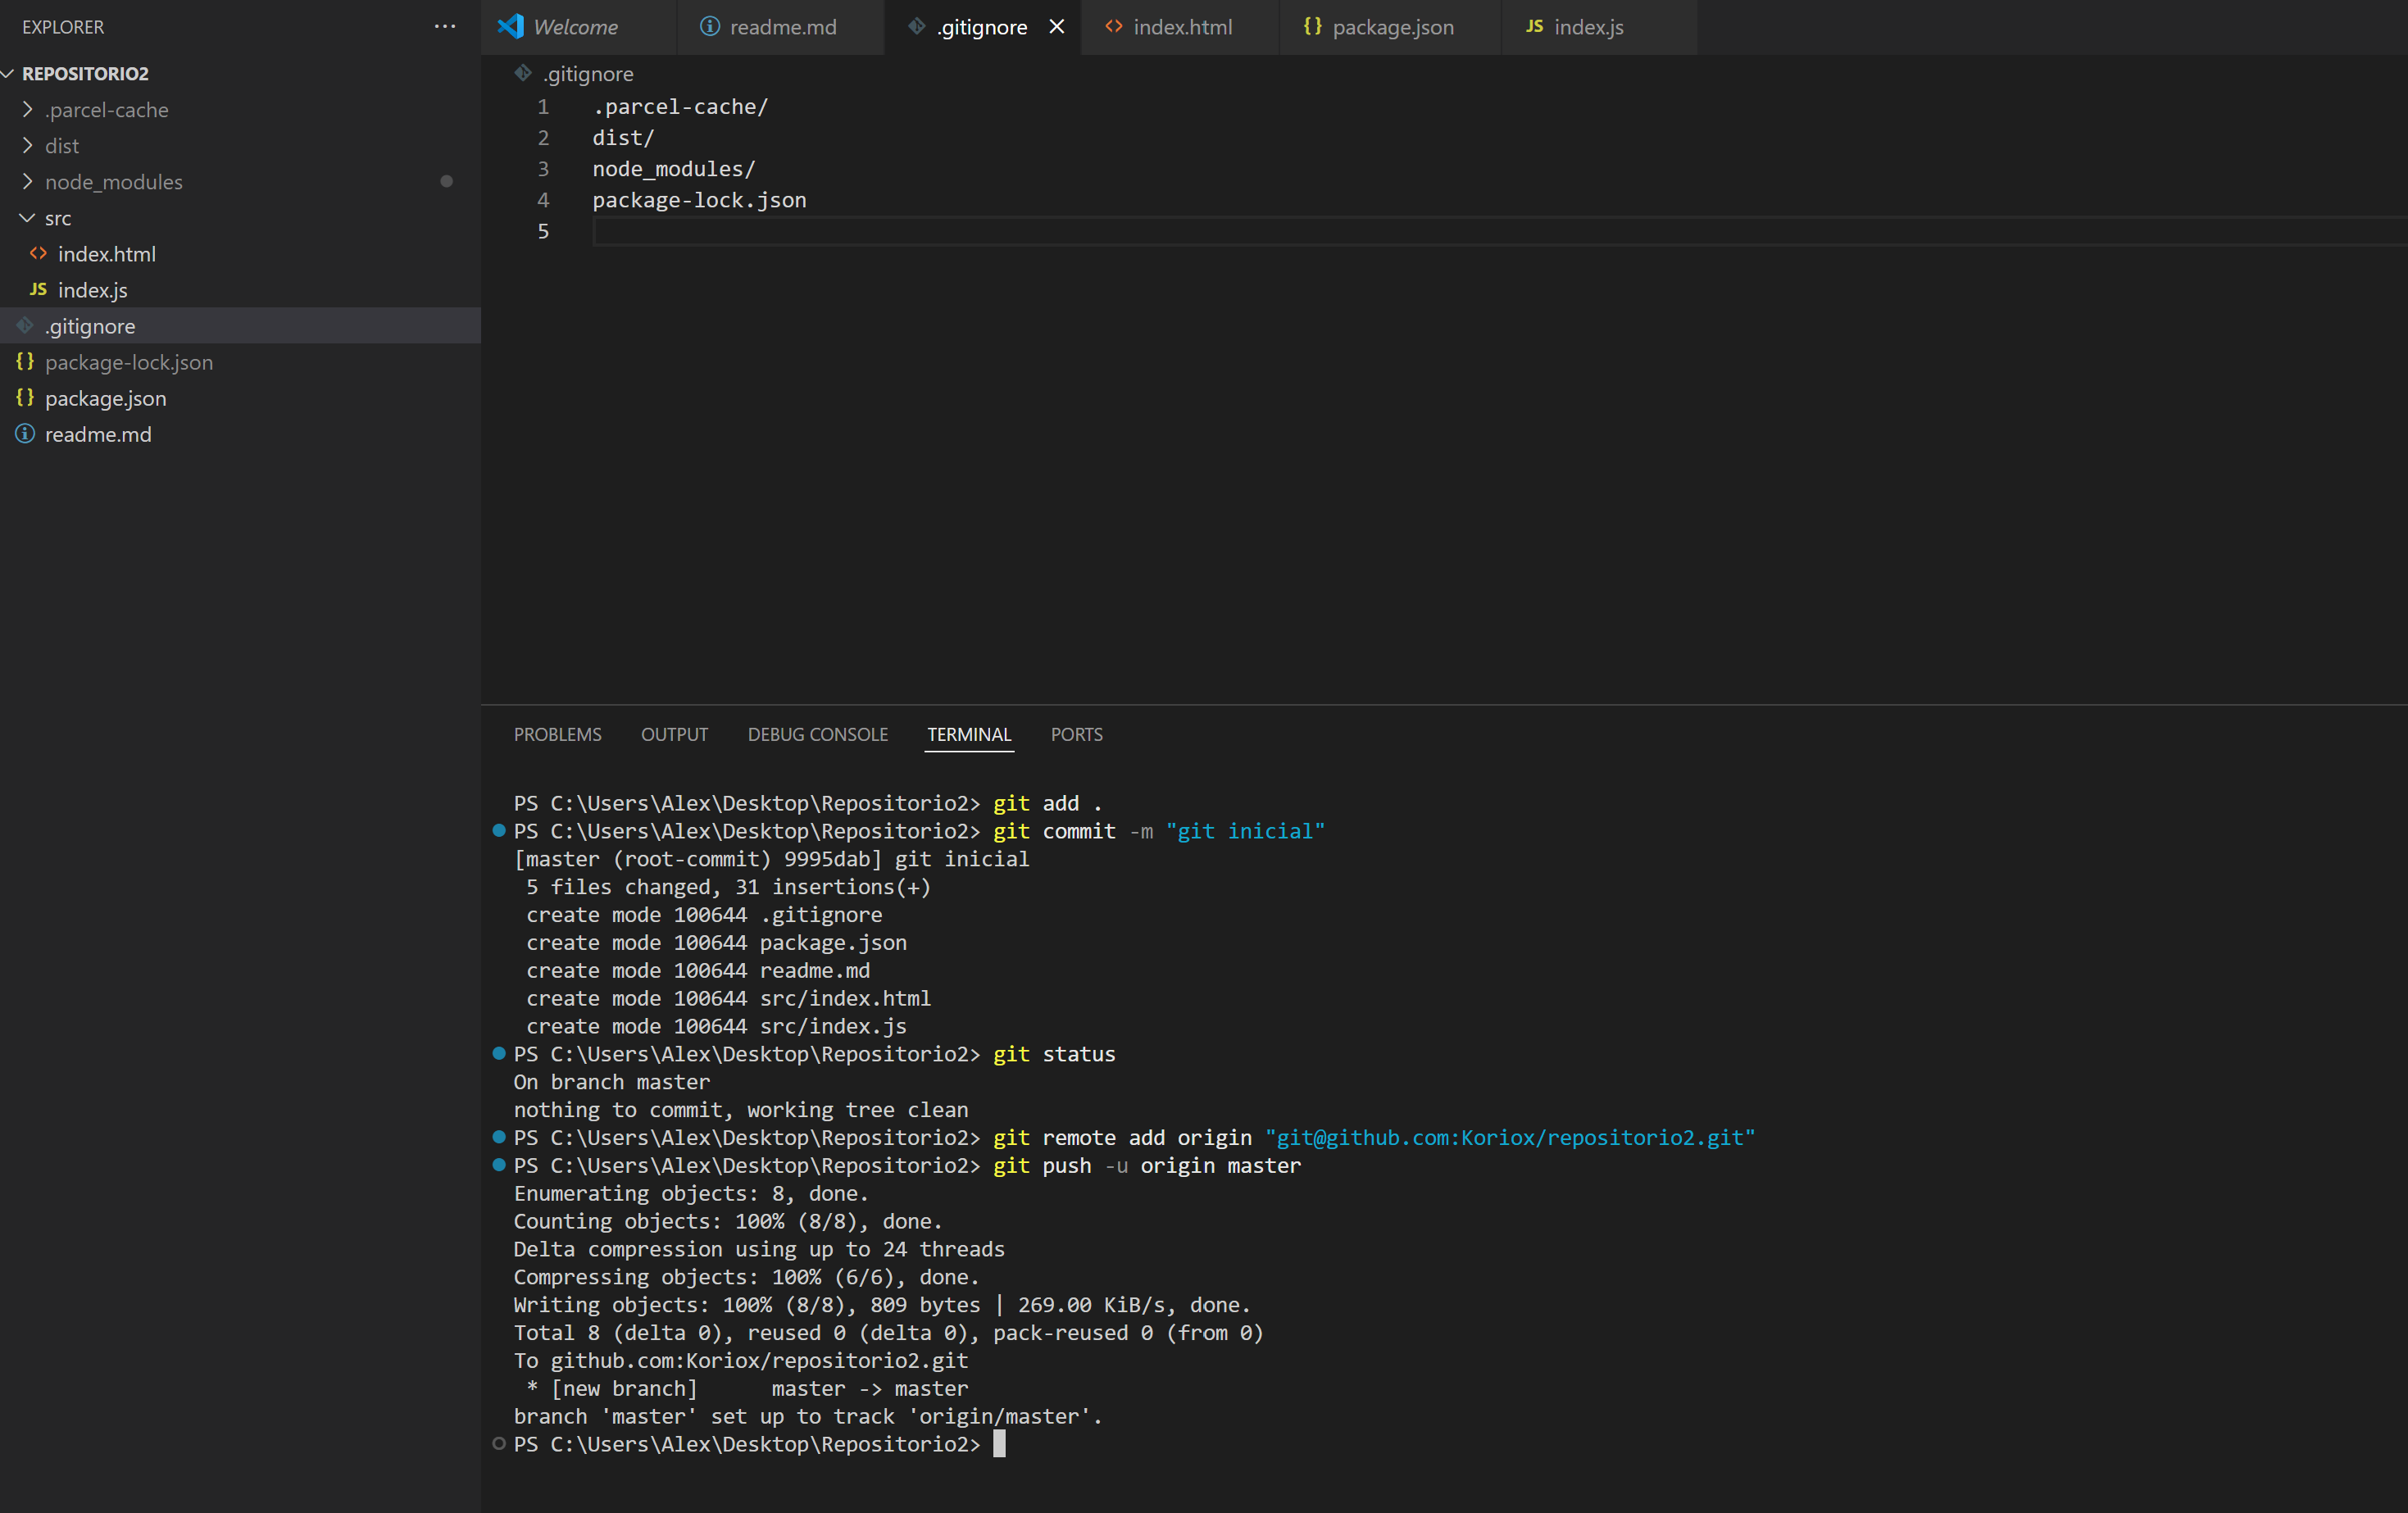 EXPLORER
REPOSITORIO2
.parcel-cache
dist
node_modules
src
index.html
JS index.js
.gitignore
{} package-lock.json
{} package.json
readme.md
Welcome
readme.md
.gitignore
<> index.html
{} package.json
JS index.js
.gitignore
1 .parcel-cache/
2 dist/
3 node_modules/
4 package-lock.json
5
PROBLEMS OUTPUT DEBUG CONSOLE TERMINAL PORTS
PS C:\Users\Alex\Desktop\Repositorio2> git add .
PS C:\Users\Alex\Desktop\Repositorio2> git commit -m "git inicial"
[master (root-commit) 9995dab] git inicial
 5 files changed, 31 insertions(+)
 create mode 100644 .gitignore
 create mode 100644 package.json
 create mode 100644 readme.md
 create mode 100644 src/index.html
 create mode 100644 src/index.js
PS C:\Users\Alex\Desktop\Repositorio2> git status
On branch master
nothing to commit, working tree clean
PS C:\Users\Alex\Desktop\Repositorio2> git remote add origin "git@github.com:Koriox/repositorio2.git"
PS C:\Users\Alex\Desktop\Repositorio2> git push -u origin master
Enumerating objects: 8, done.
Counting objects: 100% (8/8), done.
Delta compression using up to 24 threads
Compressing objects: 100% (6/6), done.
Writing objects: 100% (8/8), 809 bytes | 269.00 KiB/s, done.
Total 8 (delta 0), reused 0 (delta 0), pack-reused 0 (from 0)
To github.com:Koriox/repositorio2.git
 * [new branch]      master -> master
branch 'master' set up to track 'origin/master'.
PS C:\Users\Alex\Desktop\Repositorio2>